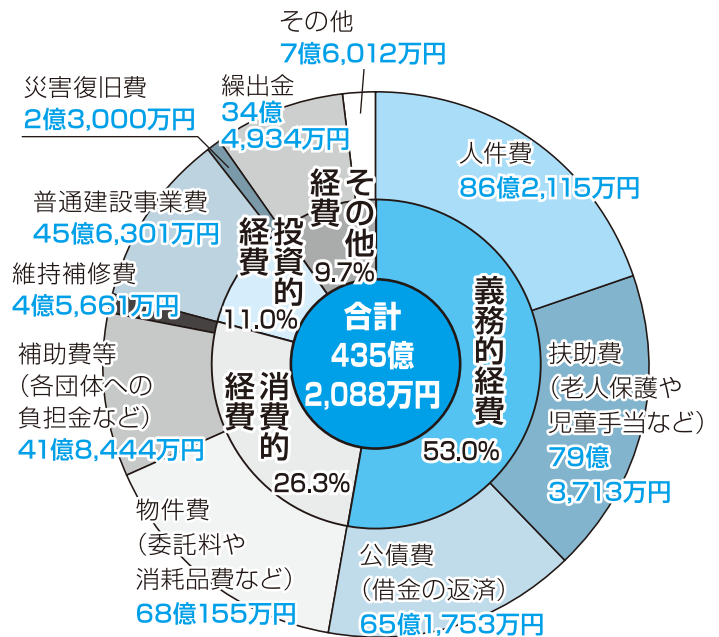 その他
7億6,012万円
災害復旧費
2億3,000万円
繰出金
34億
4,934万円
人件費
86億2,115万円
普通建設事業費
45億6,301万円
その他
経費
9.7%
投資的
経費
11.0%
維持補修費
4億5,661万円
義務的経費
53.0%
合計
435億
2,088万円
扶助費
（老人保護や
児童手当など）
79億
3,713万円
補助費等
（各団体への
負担金など）
41億8,444万円
消費的
経費
26.3%
物件費
（委託料や
消耗品費など）
68億155万円
公債費
（借金の返済）
65億1,753万円